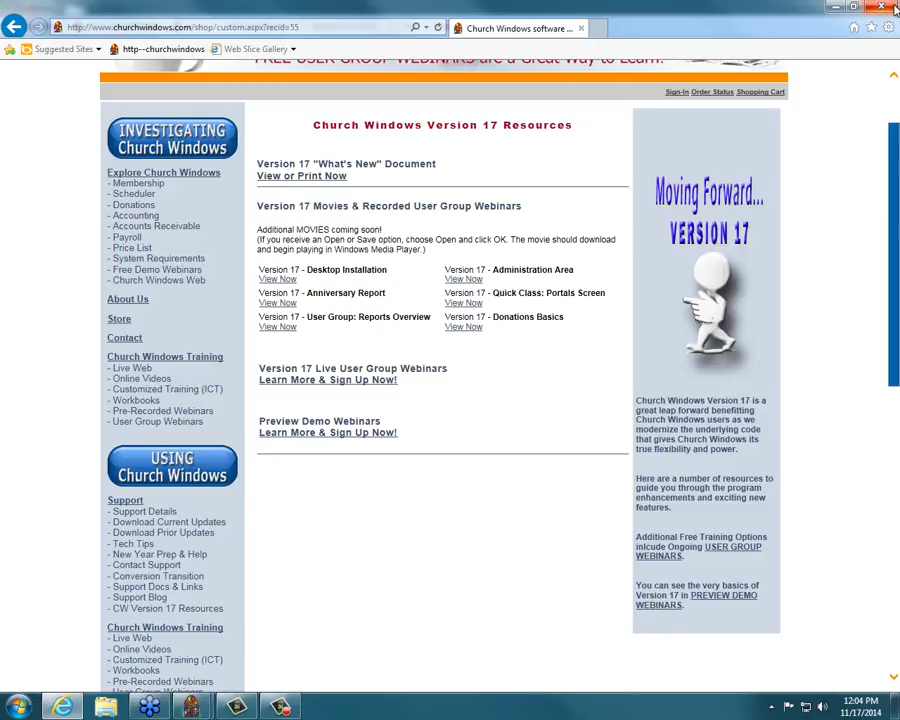 http://www.churchwindows.com/shop/custom.aspx?recid=55
Church Windows software ...
Suggested Sites
http--churchwindows
Web Slice Gallery
FREE USER GROUP WEBINARS are a Great Way to Learn!
Sign-In Order Status Shopping Cart
INVESTIGATING
Church Windows
Explore Church Windows
- Membership
- Scheduler
- Donations
- Accounting
- Accounts Receivable
- Payroll
- Price List
- System Requirements
- Free Demo Webinars
- Church Windows Web
About Us
Store
Contact
Church Windows Training
- Live Web
- Online Videos
- Customized Training (ICT)
- Workbooks
- Pre-Recorded Webinars
- User Group Webinars
USING
Church Windows
Support
- Support Details
- Download Current Updates
- Download Prior Updates
- Tech Tips
- New Year Prep & Help
- Contact Support
- Conversion Transition
- Support Docs & Links
- Support Blog
- CW Version 17 Resources
Church Windows Training
- Live Web
- Online Videos
- Customized Training (ICT)
- Workbooks
- Pre-Recorded Webinars
- User Group Webinars
Church Windows Version 17 Resources
Version 17 "What's New" Document
View or Print Now
Version 17 Movies & Recorded User Group Webinars
Additional MOVIES coming soon!
(If you receive an Open or Save option, choose Open and click OK. The movie should download
and begin playing in Windows Media Player.)
Version 17 - Desktop Installation
View Now
Version 17 - Administration Area
View Now
Version 17 - Anniversary Report
View Now
Version 17 - Quick Class: Portals Screen
View Now
Version 17 - User Group: Reports Overview
View Now
Version 17 - Donations Basics
View Now
Version 17 Live User Group Webinars
Learn More & Sign Up Now!
Preview Demo Webinars
Learn More & Sign Up Now!
Moving Forward...
VERSION 17
Church Windows Version 17 is a
great leap forward benefitting
Church Windows users as we
modernize the underlying code
that gives Church Windows its
true flexibility and power.
Here are a number of resources to
guide you through the program
enhancements and exciting new
features.
Additional Free Training Options
inlcude Ongoing USER GROUP
WEBINARS.
You can see the very basics of
Version 17 in PREVIEW DEMO
WEBINARS.
12:04 PM
11/17/2014